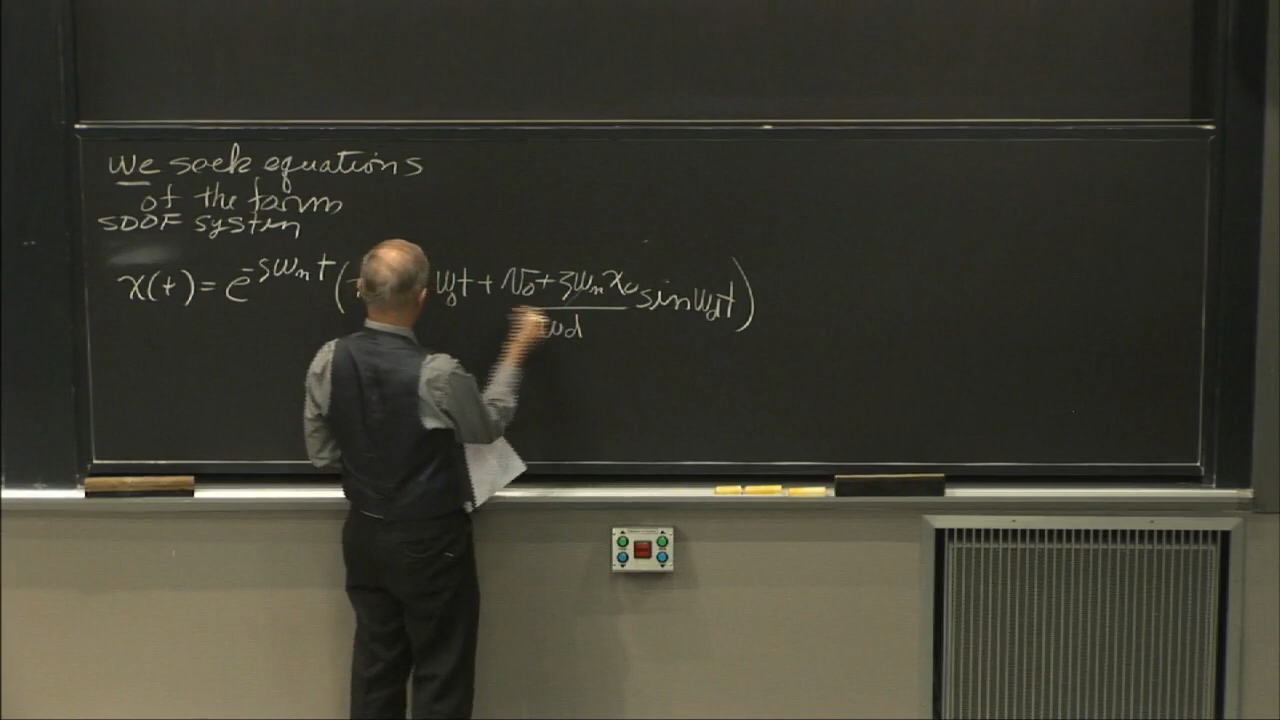 We seek equations
of the form
SDOF system
x(t) = e^-ζω_n t ( ω_d t + v_0 + ζω_n x_0 sin ω_d t )
ω_d